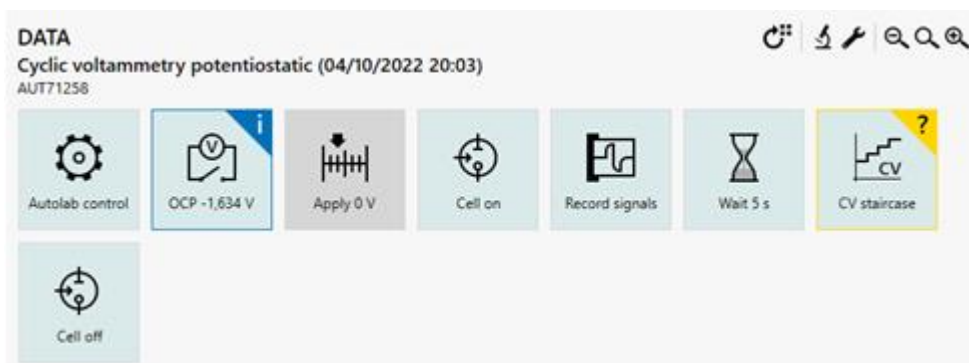 DATA
Cyclic voltammetry potentiostatic (04/10/2022 20:03)
AUT71258
i
?
V
CV
Autolab control
OCP -1,634 V
Apply 0 V
Cell on
Record signals
Wait 5 s
CV staircase
Cell off